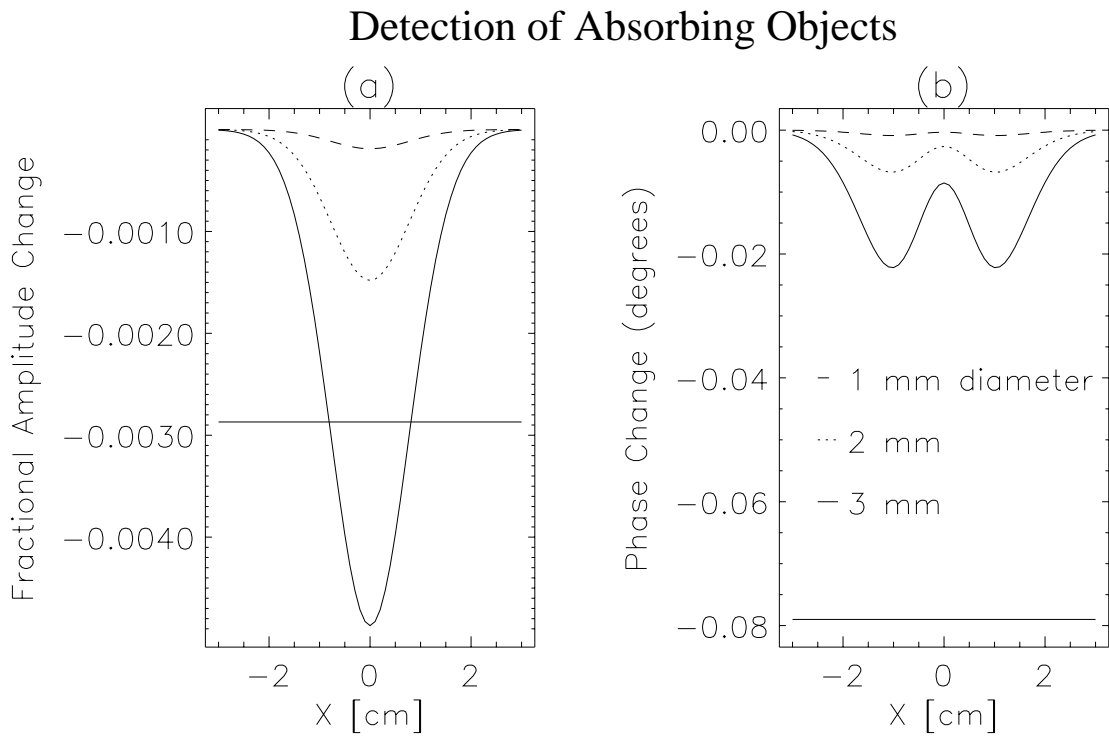 Detection of Absorbing Objects
(a)
Fractional Amplitude Change
−0.0010
−0.0020
−0.0030
−0.0040
−2 0 2
X [cm]
(b)
Phase Change (degrees)
0.00
−0.02
−0.04
−0.06
−0.08
1 mm diameter
2 mm
3 mm
−2 0 2
X [cm]